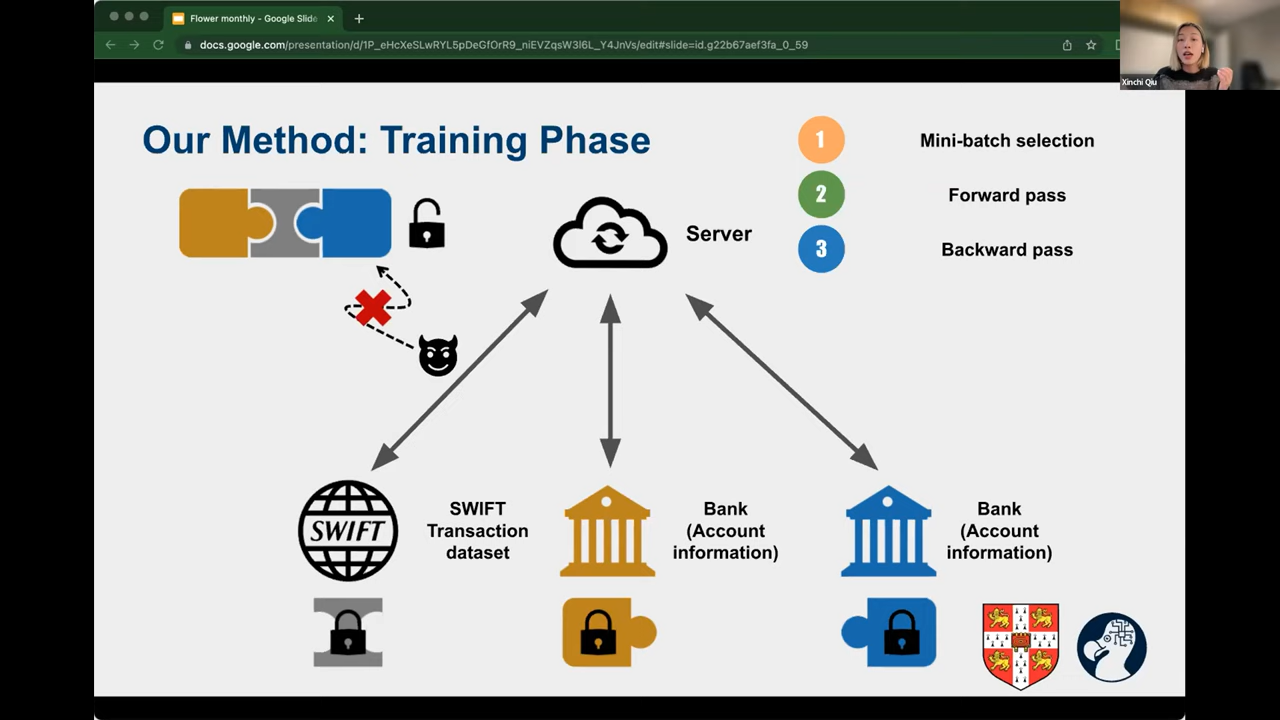 Flower monthly - Google Slide
docs.google.com/presentation/d/1P_eHcXeSLwRYL5pDeGfOrR9_niEVZqsW3l6L_Y4JnVs/edit#slide=id.g22b67aef3fa_0_59
Xinchi Qiu
Our Method: Training Phase
1 Mini-batch selection
2 Forward pass
3 Backward pass
Server
SWIFT
SWIFT
Transaction
dataset
Bank
(Account
information)
Bank
(Account
information)